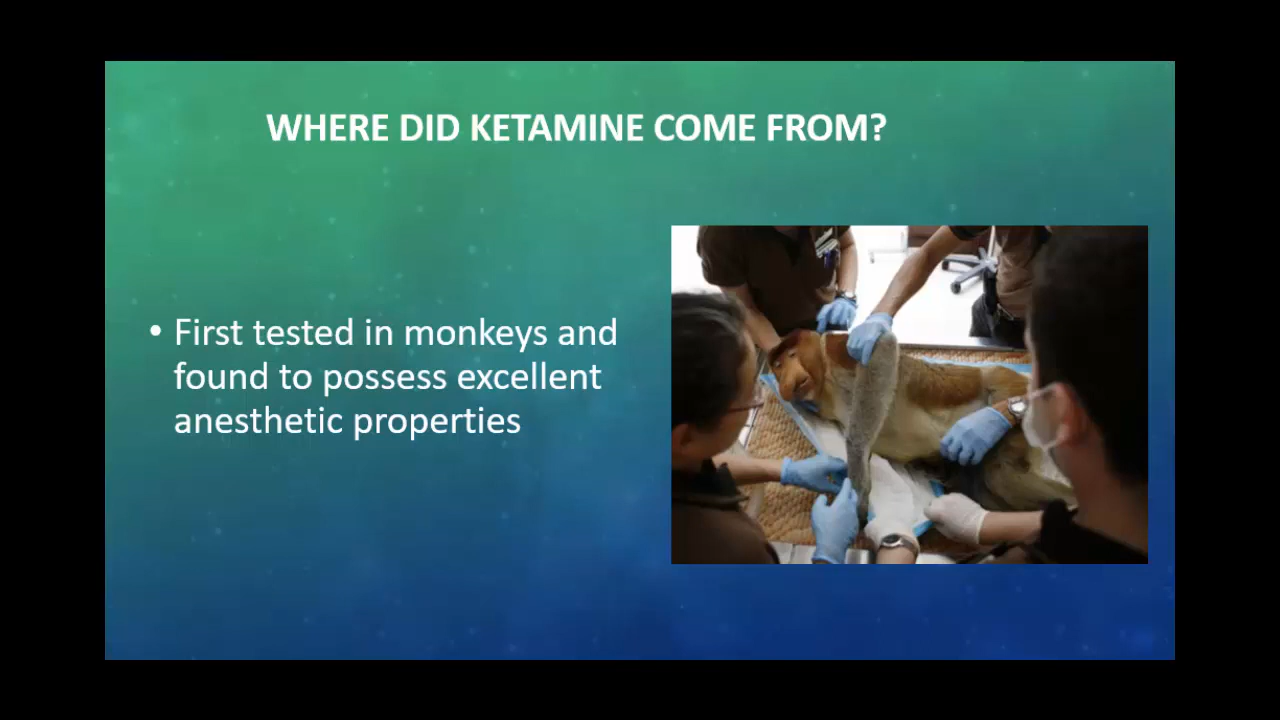 WHERE DID KETAMINE COME FROM?
• First tested in monkeys and
found to possess excellent
anesthetic properties